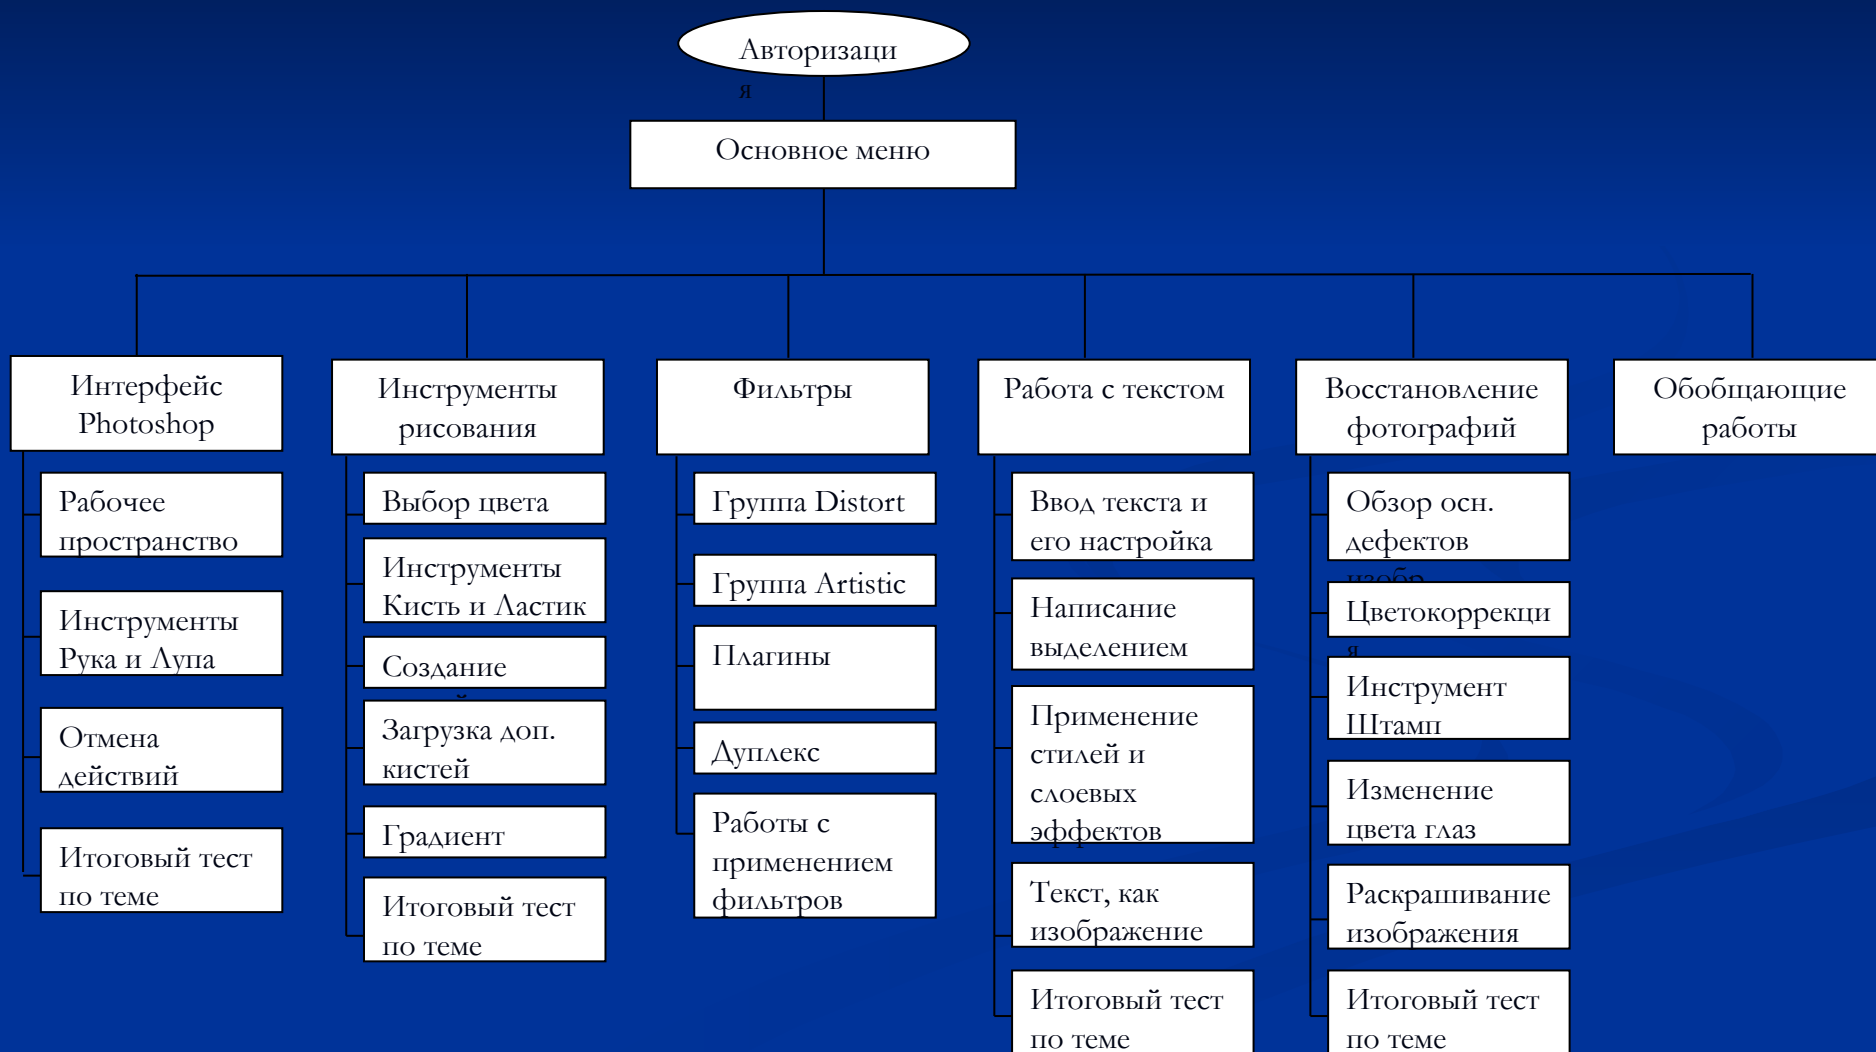 Авторизаци
я
Основное меню
Интерфейс
Photoshop
Рабочее
пространство
Инструменты
Рука и Лупа
Отмена
действий
Итоговый тест
по теме
Инструменты
рисования
Выбор цвета
Инструменты
Кисть и Ластик
Создание
Загрузка доп.
кистей
Градиент
Итоговый тест
по теме
Фильтры
Группа Distort
Группа Artistic
Плагины
Дуплекс
Работы с
применением
фильтров
Работа с текстом
Ввод текста и
его настройка
Написание
выделением
Применение
стилей и
слоевых
эффектов
Текст, как
изображение
Итоговый тест
по теме
Восстановление
фотографий
Обзор осн.
дефектов
изобр.
Цветокоррекци
я
Инструмент
Штамп
Изменение
цвета глаз
Раскрашивание
изображения
Итоговый тест
по теме
Обобщающие
работы